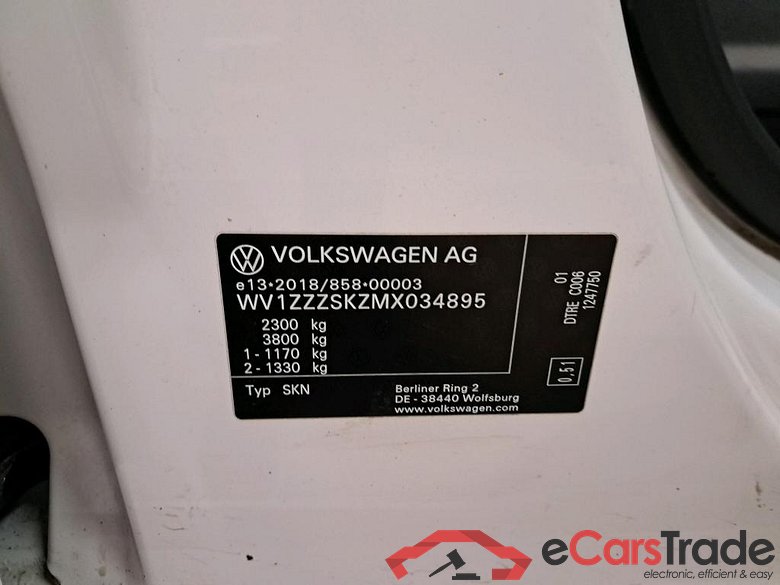 VOLKSWAGEN AG
e13*2018/858*00003
WV1ZZZSKZMX034895
2300 kg
3800 kg
1 - 1170 kg
2 - 1330 kg
Typ SKN
Berliner Ring 2
DE - 38440 Wolfsburg
www.volkswagen.com
01
DTRE C006
1247750
0,51
eCarsTrade
electronic, efficient & easy